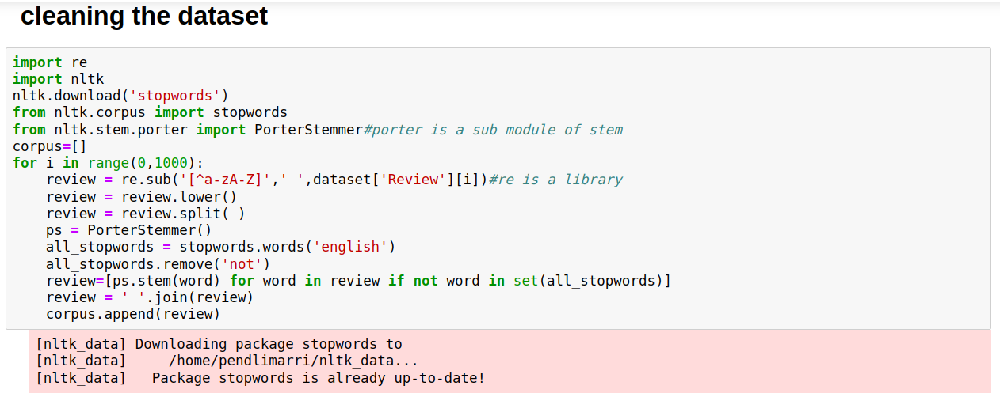 cleaning the dataset
import re
import nltk
nltk.download('stopwords')
from nltk.corpus import stopwords
from nltk.stem.porter import PorterStemmer#porter is a sub module of stem
corpus=[]
for i in range(0,1000):
    review = re.sub('[^a-zA-Z]',' ',dataset['Review'][i])#re is a library
    review = review.lower()
    review = review.split( )
    ps = PorterStemmer()
    all_stopwords = stopwords.words('english')
    all_stopwords.remove('not')
    review=[ps.stem(word) for word in review if not word in set(all_stopwords)]
    review = ' '.join(review)
    corpus.append(review)
[nltk_data] Downloading package stopwords to
[nltk_data]     /home/pendlimarri/nltk_data...
[nltk_data]   Package stopwords is already up-to-date!